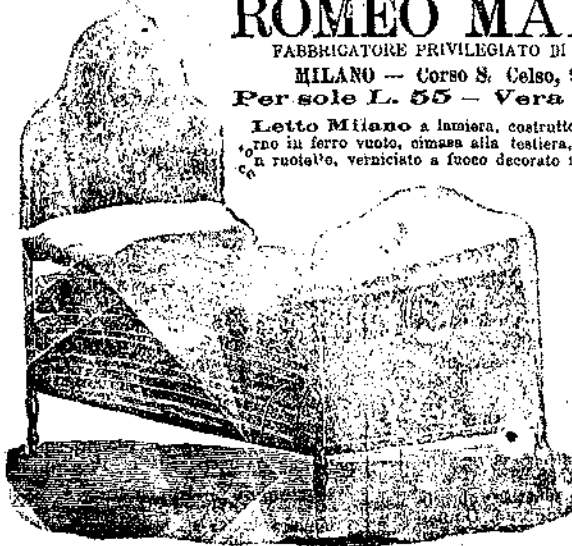 ROMEO MA
FABBRICATORE PRIVILEGIATO DI
MILANO — Corso S. Celso,
Per sole L. 55 — Vera
Letto Milano a lamiera, costrutto
orno in ferro vuoto, cimasa alla testiera,
n ruotelle, verniciato a fuoco decorato